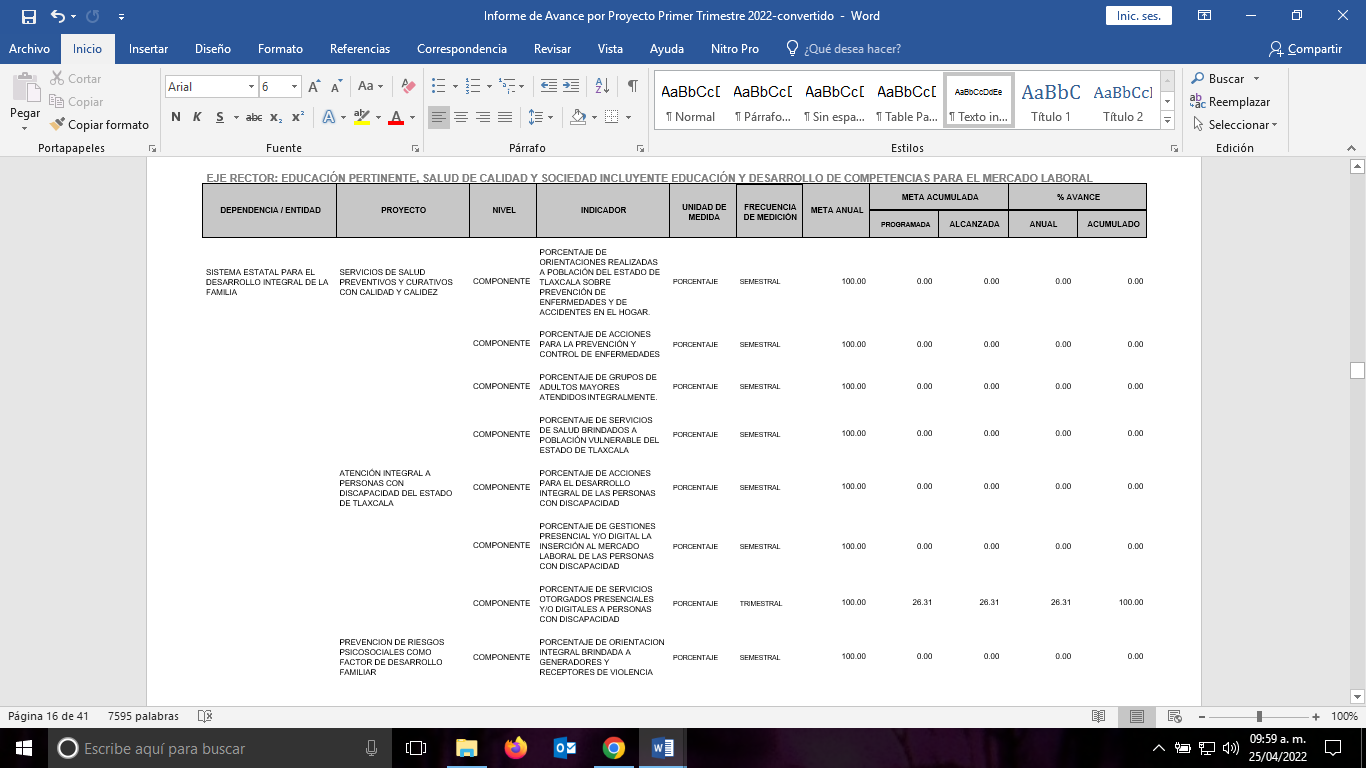 Informe de Avance por Proyecto Primer Trimestre 2022-convertido - Word
Inic. ses.
Archivo Inicio Insertar Diseño Formato Referencias Correspondencia Revisar Vista Ayuda Nitro Pro ¿Qué desea hacer? Compartir
Pegar
Cortar
Copiar
Copiar formato
Portapapeles
Arial 6
Aa
N K S abc x₂ x²
Fuente
Párrafo
AaBbCcD AaBbCcD AaBbCcD AaBbCcD AaBbCcDdEe AaBbC AaBbCcD
¶ Normal ¶ Párrafo... ¶ Sin espa... ¶ Table Pa... ¶ Texto in... Título 1 Título 2
Estilos
Buscar
Reemplazar
Seleccionar
Edición
EJE RECTOR: EDUCACIÓN PERTINENTE, SALUD DE CALIDAD Y SOCIEDAD INCLUYENTE EDUCACIÓN Y DESARROLLO DE COMPETENCIAS PARA EL MERCADO LABORAL
DEPENDENCIA / ENTIDAD PROYECTO NIVEL INDICADOR UNIDAD DE MEDIDA FRECUENCIA DE MEDICIÓN META ANUAL META ACUMULADA % AVANCE
PROGRAMADA ALCANZADA ANUAL ACUMULADO
SISTEMA ESTATAL PARA EL
DESARROLLO INTEGRAL DE LA
FAMILIA
SERVICIOS DE SALUD
PREVENTIVOS Y CURATIVOS
CON CALIDAD Y CALIDEZ
COMPONENTE
PORCENTAJE DE
ORIENTACIONES REALIZADAS
A POBLACIÓN DEL ESTADO DE
TLAXCALA SOBRE
PREVENCIÓN DE
ENFERMEDADES Y DE
ACCIDENTES EN EL HOGAR.
PORCENTAJE SEMESTRAL 100.00 0.00 0.00 0.00 0.00
COMPONENTE
PORCENTAJE DE ACCIONES
PARA LA PREVENCIÓN Y
CONTROL DE ENFERMEDADES
PORCENTAJE SEMESTRAL 100.00 0.00 0.00 0.00 0.00
COMPONENTE
PORCENTAJE DE GRUPOS DE
ADULTOS MAYORES
ATENDIDOS INTEGRALMENTE.
PORCENTAJE SEMESTRAL 100.00 0.00 0.00 0.00 0.00
COMPONENTE
PORCENTAJE DE SERVICIOS
DE SALUD BRINDADOS A
POBLACIÓN VULNERABLE DEL
ESTADO DE TLAXCALA
PORCENTAJE SEMESTRAL 100.00 0.00 0.00 0.00 0.00
ATENCIÓN INTEGRAL A
PERSONAS CON
DISCAPACIDAD DEL ESTADO
DE TLAXCALA
COMPONENTE
PORCENTAJE DE ACCIONES
PARA EL DESARROLLO
INTEGRAL DE LAS PERSONAS
CON DISCAPACIDAD
PORCENTAJE SEMESTRAL 100.00 0.00 0.00 0.00 0.00
COMPONENTE
PORCENTAJE DE GESTIONES
PRESENCIAL Y/O DIGITAL LA
INSERCIÓN AL MERCADO
LABORAL DE LAS PERSONAS
CON DISCAPACIDAD
PORCENTAJE SEMESTRAL 100.00 0.00 0.00 0.00 0.00
COMPONENTE
PORCENTAJE DE SERVICIOS
OTORGADOS PRESENCIALES
Y/O DIGITALES A PERSONAS
CON DISCAPACIDAD
PORCENTAJE TRIMESTRAL 100.00 26.31 26.31 26.31 100.00
PREVENCION DE RIESGOS
PSICOSOCIALES COMO
FACTOR DE DESARROLLO
FAMILIAR
COMPONENTE
PORCENTAJE DE ORIENTACION
INTEGRAL BRINDADA A
GENERADORES Y
RECEPTORES DE VIOLENCIA
PORCENTAJE SEMESTRAL 100.00 0.00 0.00 0.00 0.00
Página 16 de 41 7595 palabras 100%
Escribe aquí para buscar
09:59 a. m.
25/04/2022